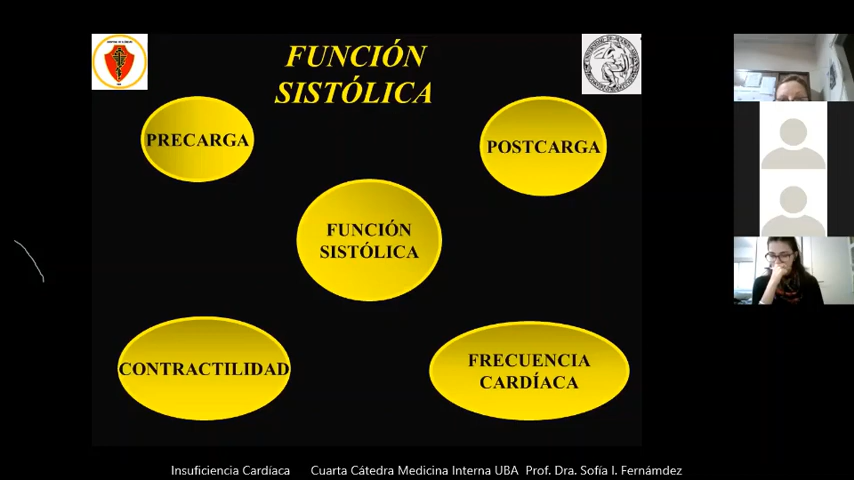 FUNCIÓN
SISTÓLICA
PRECARGA
POSTCARGA
FUNCIÓN
SISTÓLICA
CONTRACTILIDAD
FRECUENCIA
CARDÍACA
Insuficiencia Cardíaca Cuarta Cátedra Medicina Interna UBA Prof. Dra. Sofía I. Fernámdez